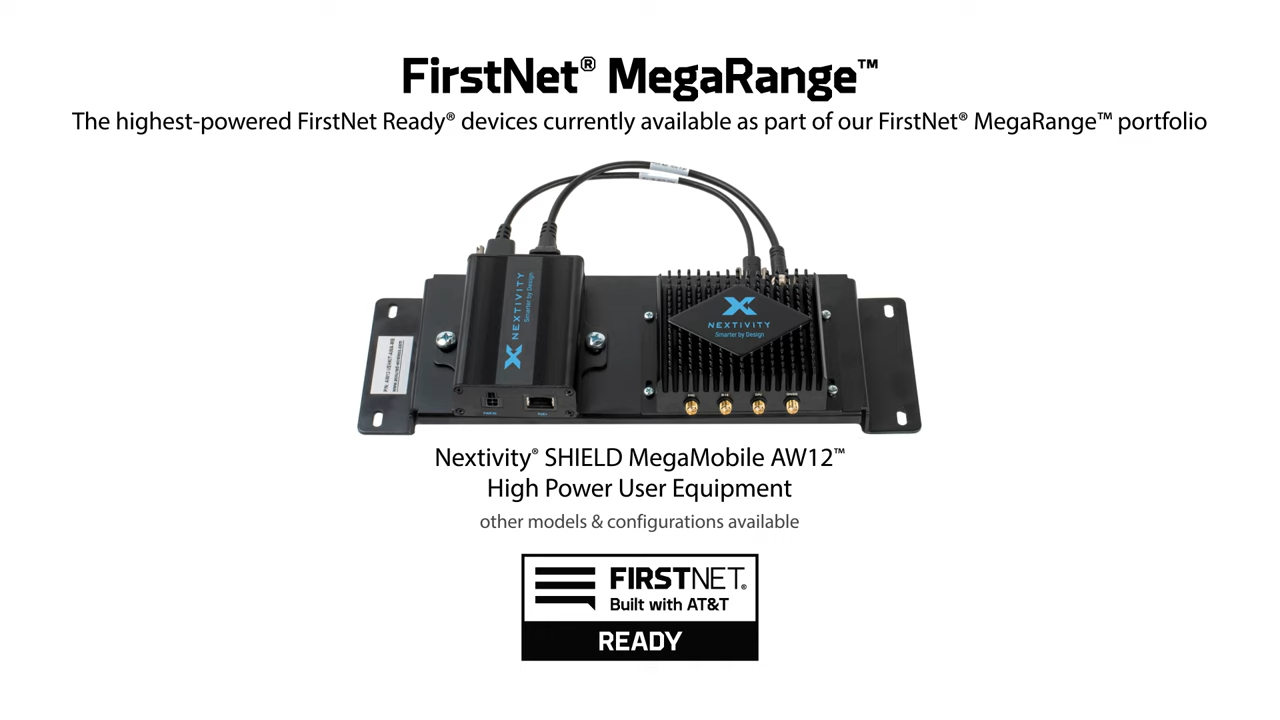 FirstNet® MegaRange™
The highest-powered FirstNet Ready® devices currently available as part of our FirstNet® MegaRange™ portfolio
NEXTIVITY
Smarter by Design
NEXTIVITY
Smarter by Design
Nextivity® SHIELD MegaMobile AW12™
High Power User Equipment
other models & configurations available
FIRSTNET®
Built with AT&T
READY